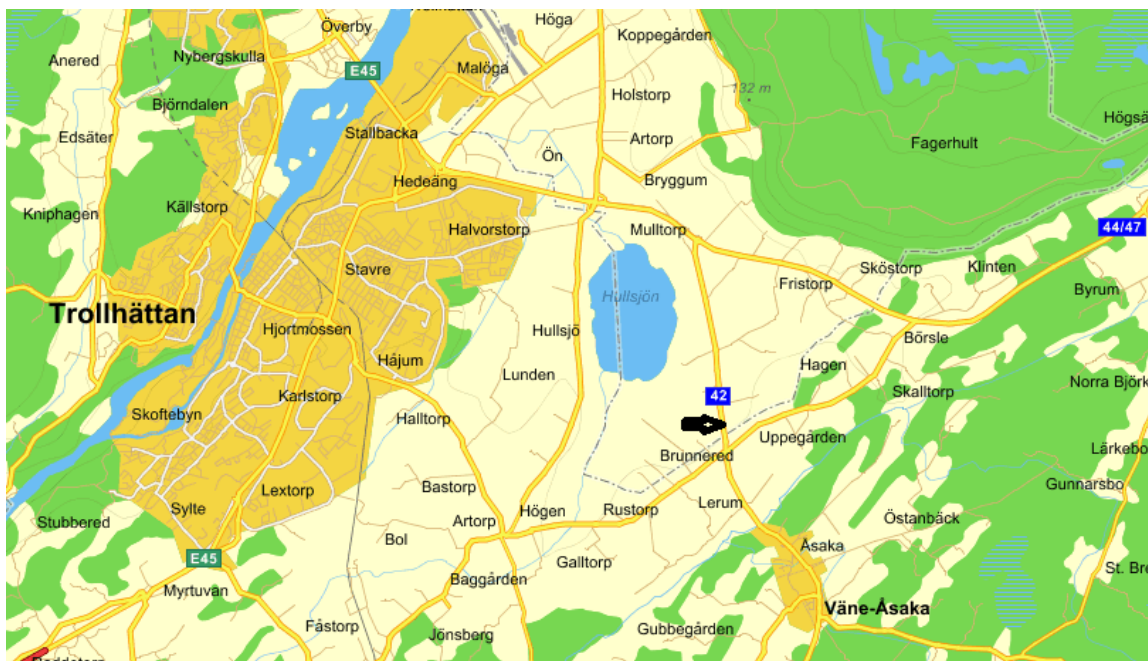 Överby
Höga
Koppegården
Nybergskulla
Anered
E45
Malöga
132 m
Holstorp
Björndalen
Högsä
Edsäter
Stallbacka
Artorp
Fagerhult
Ön
Hedeäng
Bryggum
Kniphagen
Källstorp
Halvorstorp
Mulltorp
44/47
Stavre
Sköstorp
Klinten
Fristorp
Byrum
Hullsjön
Trollhättan
Hjortmossen
Hullsjö
Börsle
Håjum
Hagen
Lunden
Norra Björk
Karlstorp
Skalltorp
42
Skoftebyn
Halltorp
Uppegården
Lärkebo
Brunnered
Gunnarsbo
Bastorp
Lextorp
Lerum
Sylte
Högen
Rustorp
Östanbäck
Stubbered
Artorp
Bol
Åsaka
E45
Galltorp
St. Bre
Baggården
Myrtuvan
Väne-Åsaka
Fåstorp
Jönsberg
Gubbegården